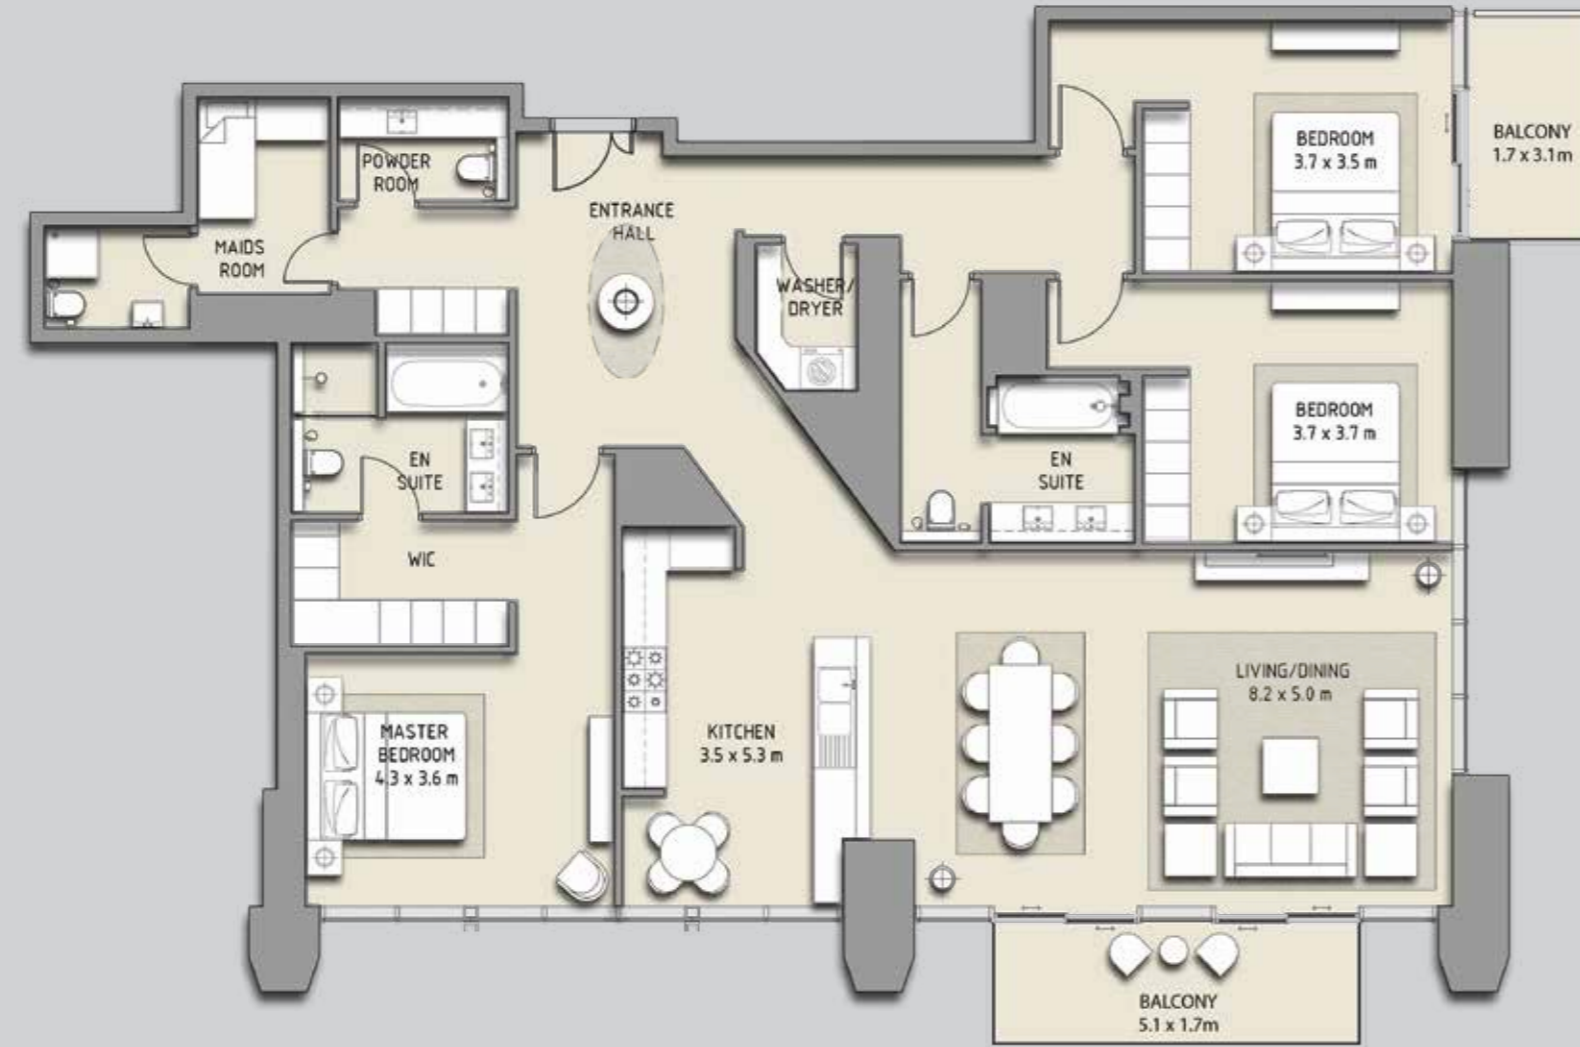 BEDROOM
3.7 x 3.5 m
BALCONY
1.7 x 3.1m
POWDER
ROOM
ENTRANCE
HALL
MAIDS
ROOM
WASHER/
DRYER
BEDROOM
3.7 x 3.7 m
EN
SUITE
EN
SUITE
WIC
LIVING/DINING
8.2 x 5.0 m
MASTER
BEDROOM
4.3 x 3.6 m
KITCHEN
3.5 x 5.3 m
BALCONY
5.1 x 1.7m